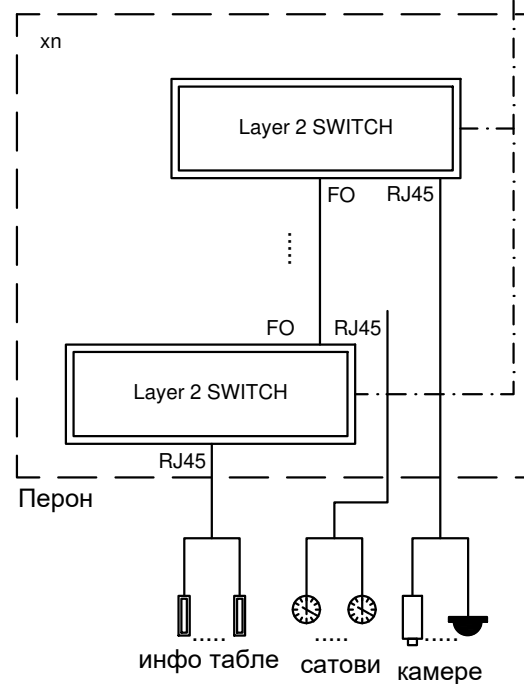 xn
Layer 2 SWITCH
FO RJ45
FO RJ45
Layer 2 SWITCH
RJ45
Перон
инфо табле сатови камере